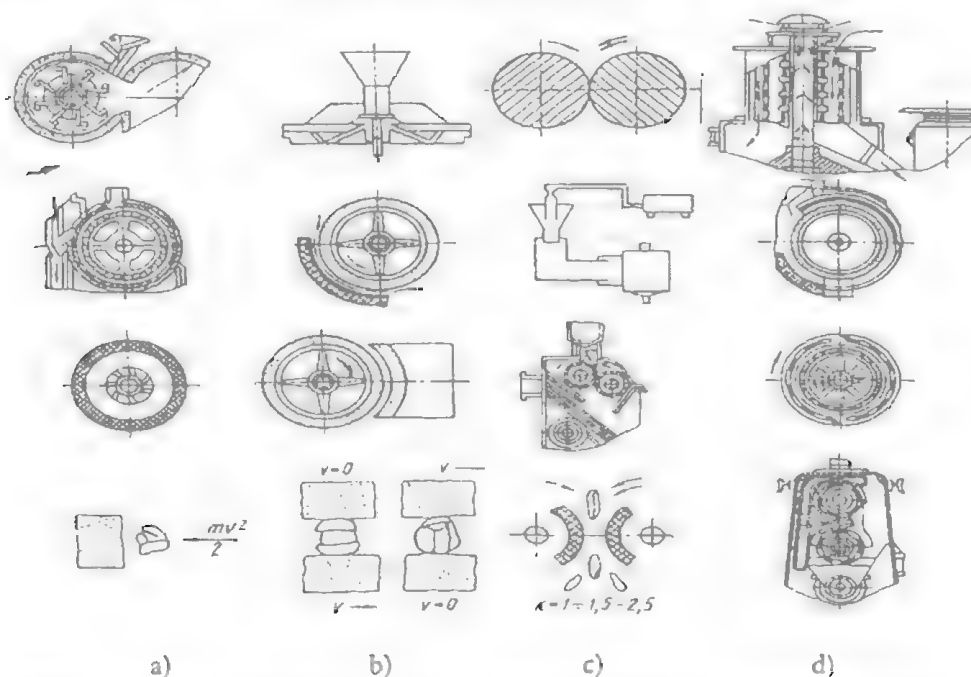 v=0 v
mv²
2
v v=0
к=1÷1,5–2,5
a) b) c) d)